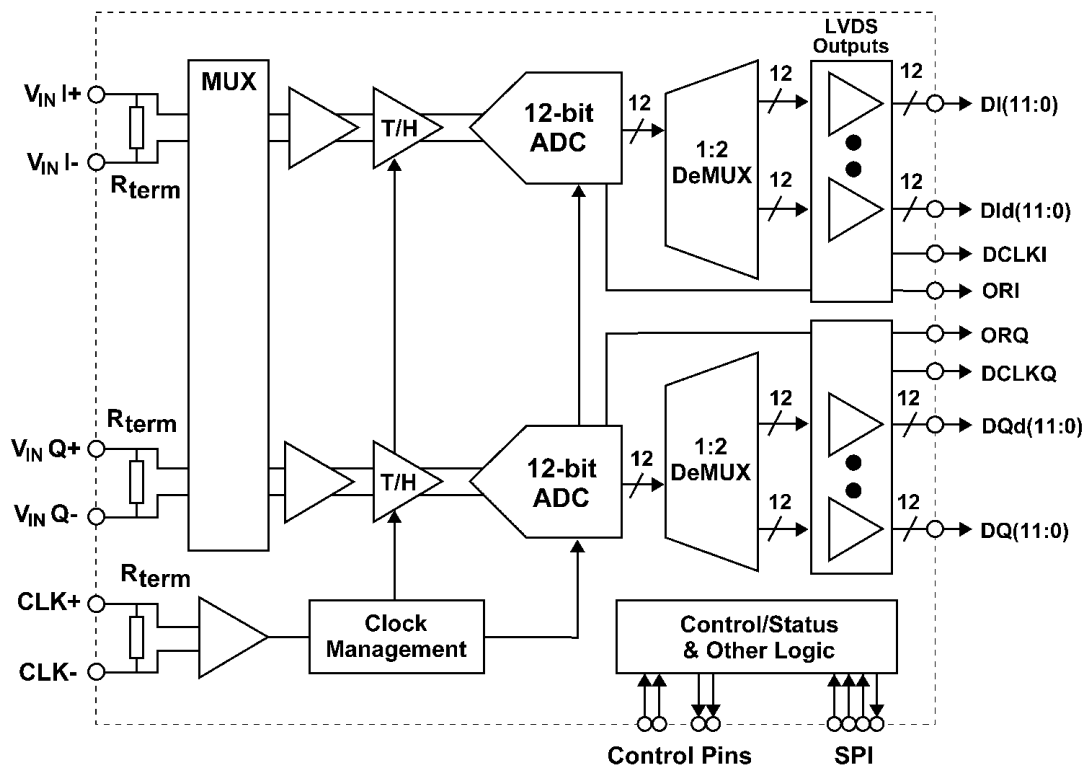 LVDS
Outputs
V_IN I+
MUX
12
12
DI(11:0)
T/H
12-bit
ADC
12
1:2
DeMUX
V_IN I-
R_term
12
12
DId(11:0)
DCLKI
ORI
ORQ
DCLKQ
R_term
V_IN Q+
12
12
DQd(11:0)
T/H
12-bit
ADC
12
1:2
DeMUX
V_IN Q-
12
12
DQ(11:0)
R_term
CLK+
Clock
Management
Control/Status
& Other Logic
CLK-
Control Pins
SPI